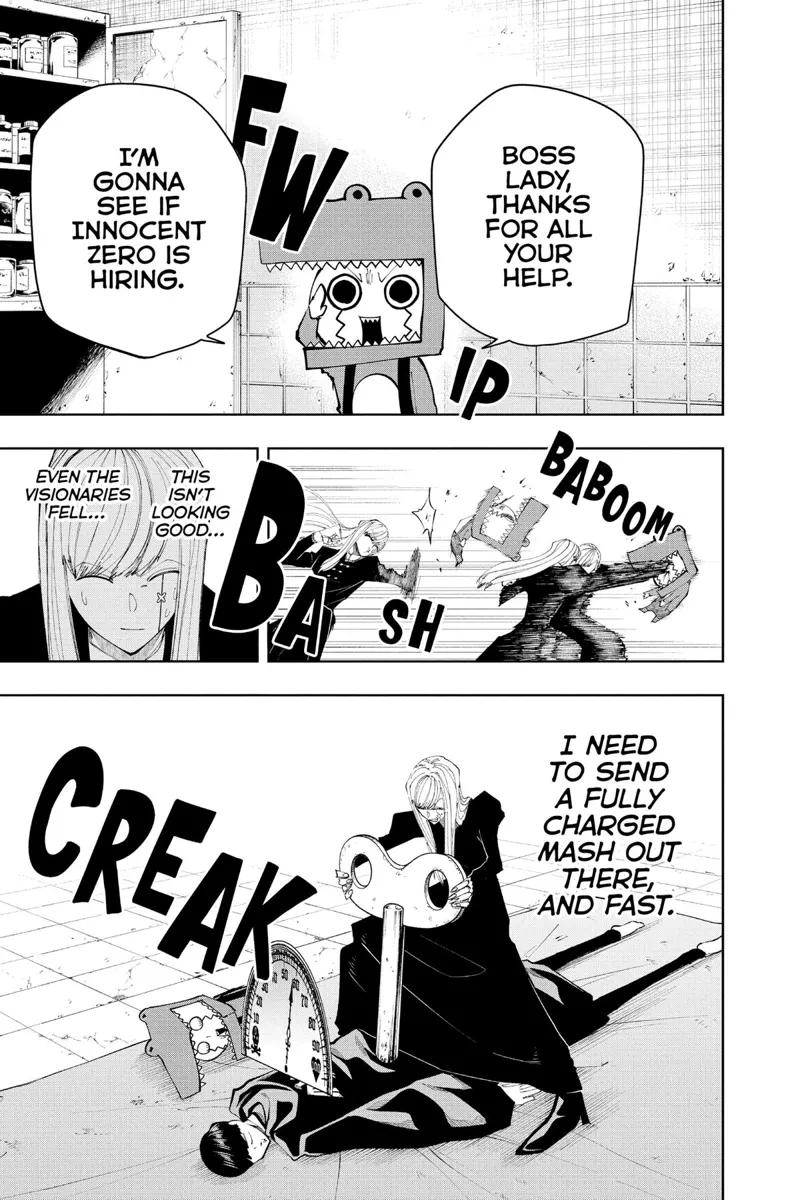 BOSS
LADY,
THANKS
FOR ALL
YOUR
HELP.
FW
IP
I'M
GONNA
SEE IF
INNOCENT
ZERO IS
HIRING.
BABOOM
BA
SH
THIS
ISN'T
LOOKING
GOOD...
EVEN THE
VISIONARIES
FELL...
I NEED
TO SEND
A FULLY
CHARGED
MASH OUT
THERE,
AND FAST.
CREAK